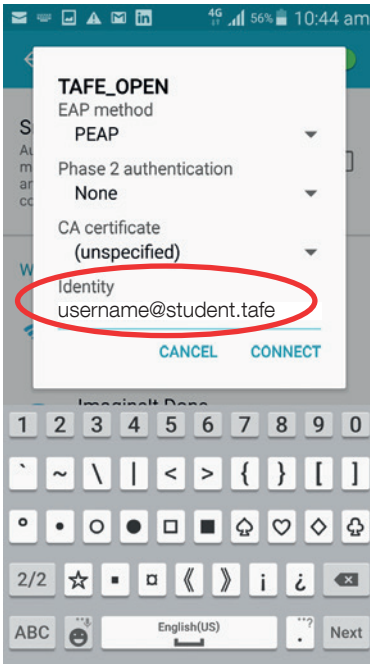 4G 56% 10:44 am
TAFE_OPEN
EAP method
PEAP
Phase 2 authentication
None
CA certificate
(unspecified)
Identity
username@student.tafe
CANCEL CONNECT
1 2 3 4 5 6 7 8 9 0
` ~ \ | < > { } [ ]
° • ○ ● □ ■ ♤ ♡ ◇ ♧
2/2 ☆ ▪ ¤ 《 》 ¡ ¿
ABC English(US) . Next